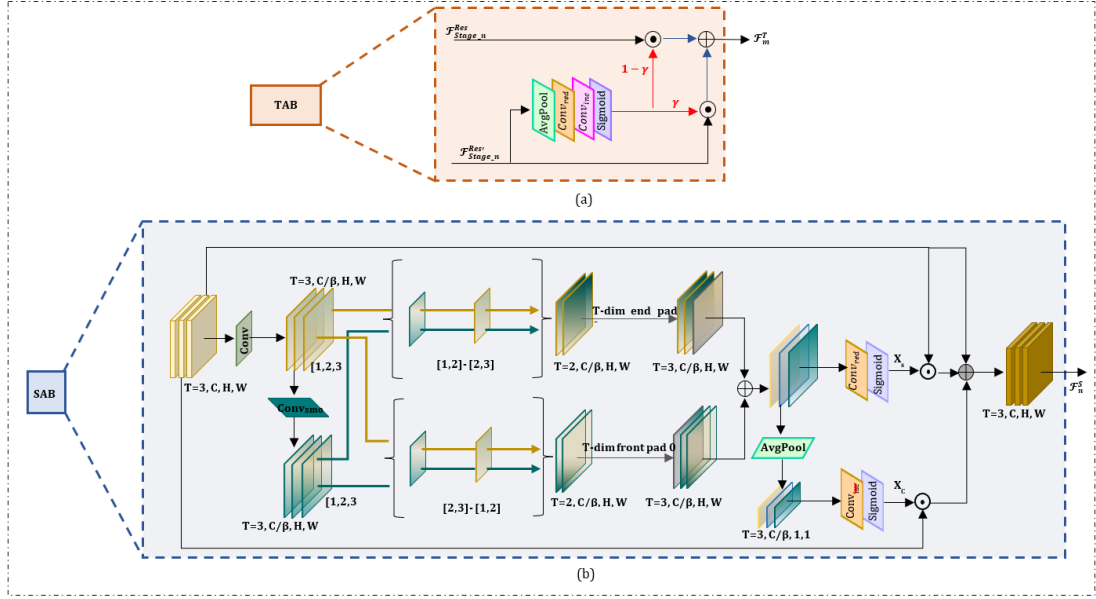 TAB
ℱ^Res_Stage_n
ℱ^T_m
1 − γ
γ
AvgPool
Conv_red
Conv_inc
Sigmoid
ℱ^Res′_Stage_n
(a)
SAB
T=3, C, H, W
Conv
T=3, C/β, H, W
[1,2,3
Conv_smo
[1,2,3
T=3, C/β, H, W
[1,2]-[2,3]
[2,3]-[1,2]
T=2, C/β, H, W
T-dim end pad
T=3, C/β, H, W
T=2, C/β, H, W
T-dim front pad 0
T=3, C/β, H, W
AvgPool
T=3, C/β, 1,1
Conv_red
Sigmoid
X_s
Conv_inc
Sigmoid
X_C
T=3, C, H, W
ℱ^S_n
(b)